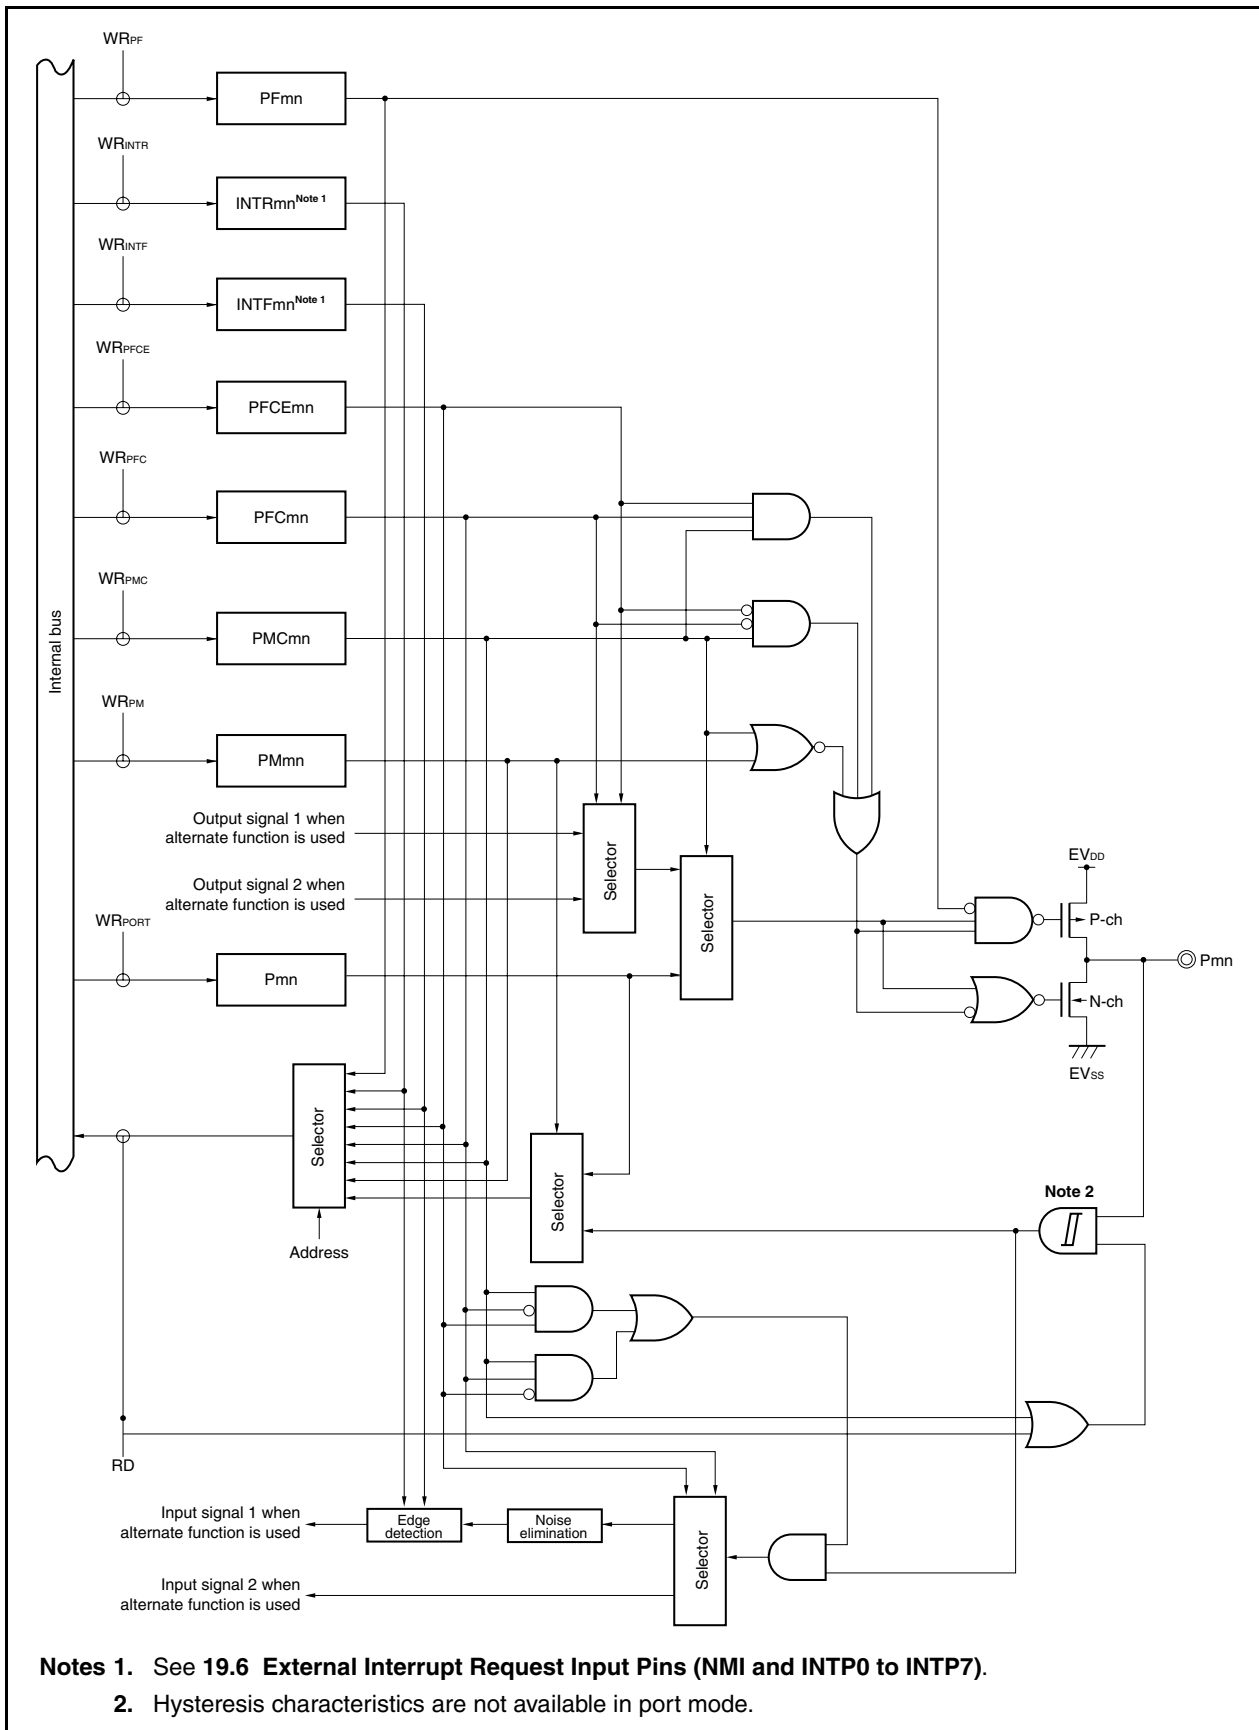 WRPF
PFmn
WRINTR
INTRmnNote 1
WRINTF
INTFmnNote 1
WRPFCE
PFCEmn
WRPFC
PFCmn
WRPMC
PMCmn
Internal bus
WRPM
PMmn
Output signal 1 when
alternate function is used
Selector
Output signal 2 when
alternate function is used
Selector
EVDD
P-ch
WRPORT
Pmn
Pmn
N-ch
EVSS
Selector
Selector
Note 2
Address
RD
Input signal 1 when
alternate function is used
Edge
detection
Noise
elimination
Selector
Input signal 2 when
alternate function is used
Notes 1. See 19.6 External Interrupt Request Input Pins (NMI and INTP0 to INTP7).
2. Hysteresis characteristics are not available in port mode.